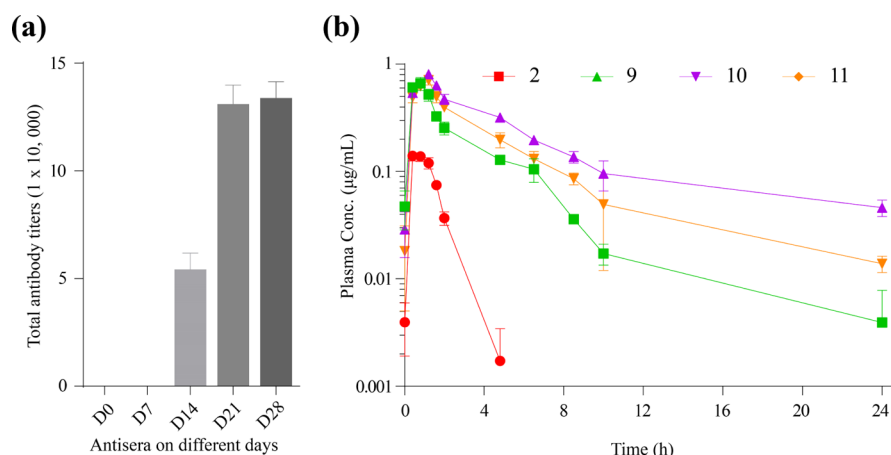 (a)
Total antibody titers (1 x 10, 000)
15
10
5
0
D0 D7 D14 D21 D28
Antisera on different days
(b)
2 9 10 11
Plasma Conc. (μg/mL)
1
0.1
0.01
0.001
0 4 8 12 16 20 24
Time (h)